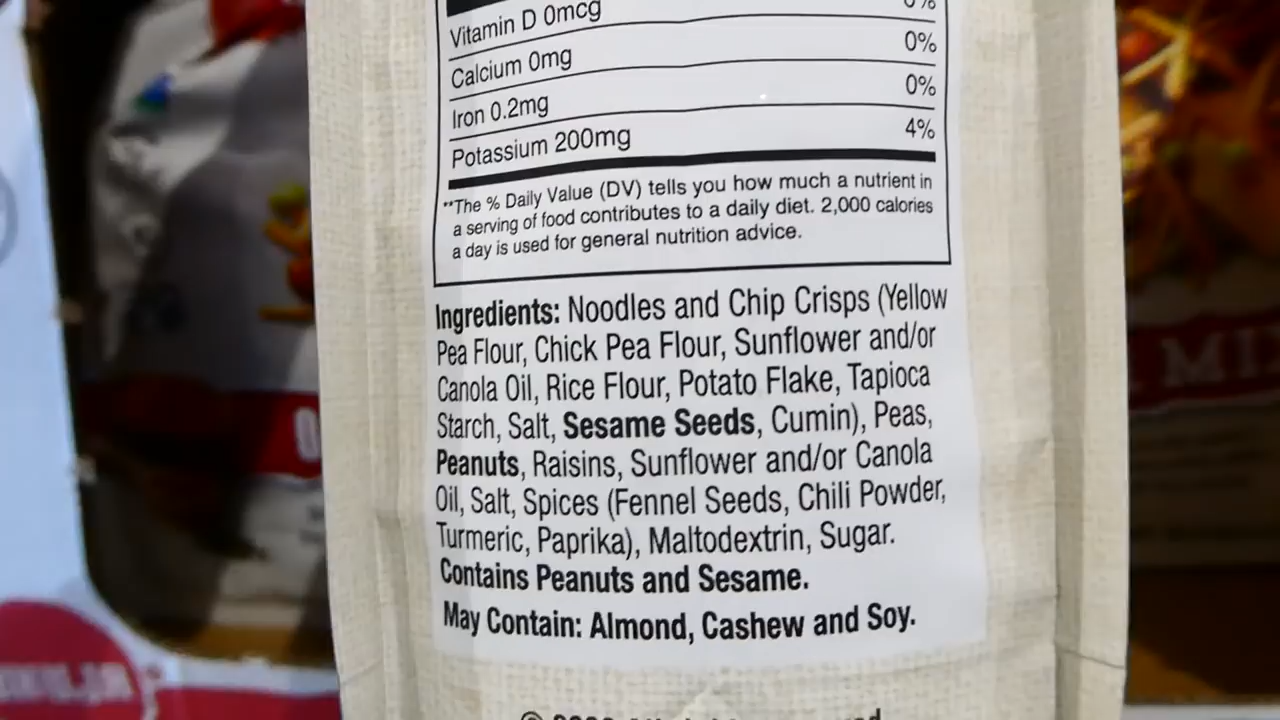 Vitamin D 0mcg 0%
Calcium 0mg 0%
Iron 0.2mg 0%
Potassium 200mg 4%
**The % Daily Value (DV) tells you how much a nutrient in
a serving of food contributes to a daily diet. 2,000 calories
a day is used for general nutrition advice.
Ingredients: Noodles and Chip Crisps (Yellow
Pea Flour, Chick Pea Flour, Sunflower and/or
Canola Oil, Rice Flour, Potato Flake, Tapioca
Starch, Salt, Sesame Seeds, Cumin), Peas,
Peanuts, Raisins, Sunflower and/or Canola
Oil, Salt, Spices (Fennel Seeds, Chili Powder,
Turmeric, Paprika), Maltodextrin, Sugar.
Contains Peanuts and Sesame.
May Contain: Almond, Cashew and Soy.